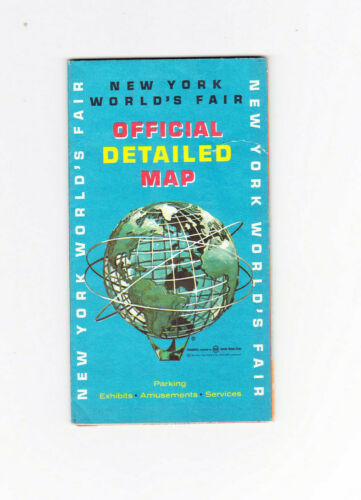 NEW YORK
WORLD'S FAIR
OFFICIAL
DETAILED
MAP
NEW YORK WORLD'S FAIR
NEW YORK WORLD'S FAIR
Parking
Exhibits • Amusements • Services